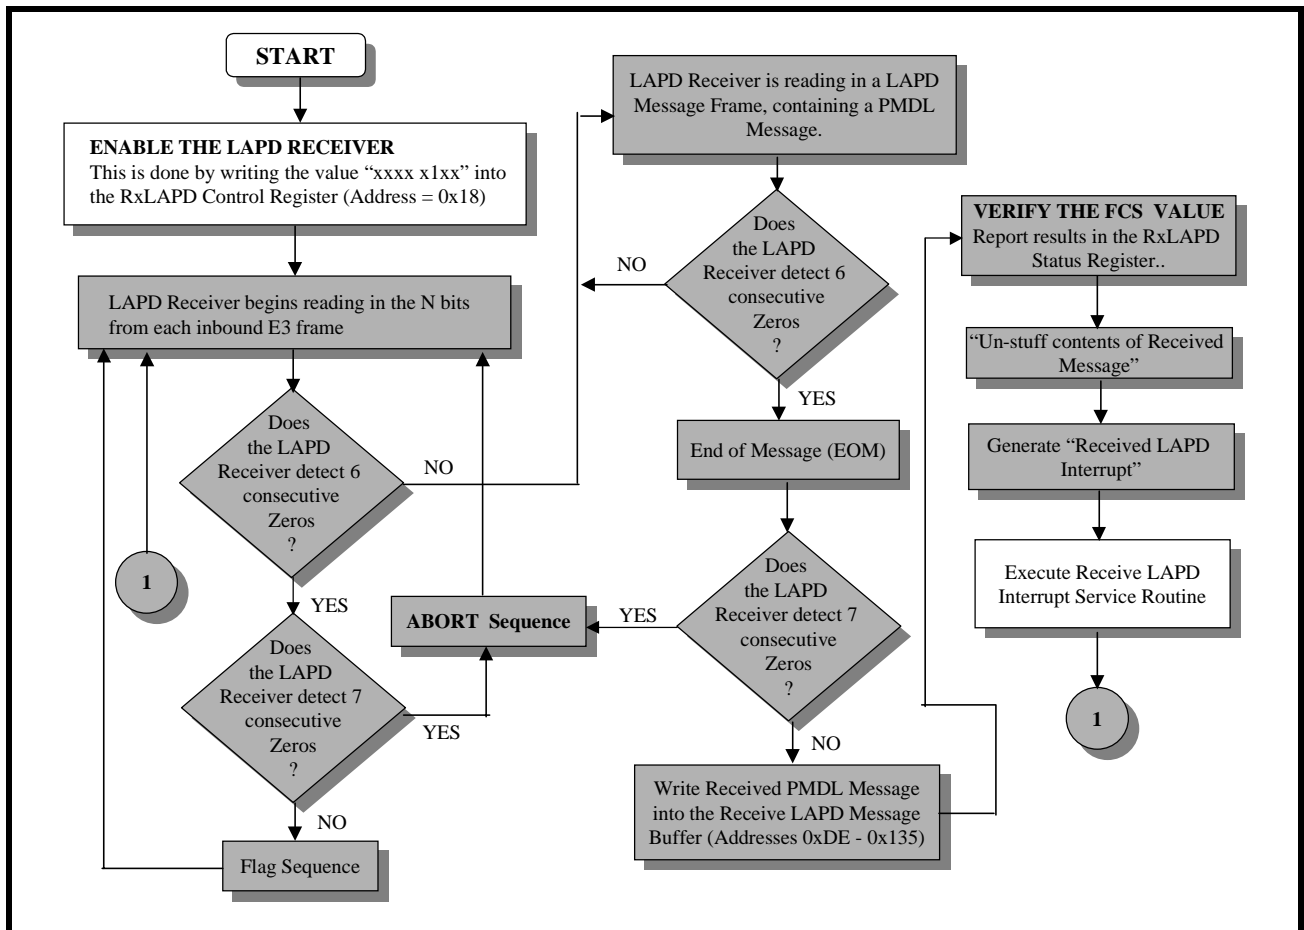 START
ENABLE THE LAPD RECEIVER
This is done by writing the value “xxxx x1xx” into
the RxLAPD Control Register (Address = 0x18)
LAPD Receiver begins reading in the N bits
from each inbound E3 frame
Does
the LAPD
Receiver detect 6
consecutive
Zeros
?
NO
YES
1
Does
the LAPD
Receiver detect 7
consecutive
Zeros
?
YES
NO
Flag Sequence
ABORT Sequence
LAPD Receiver is reading in a LAPD
Message Frame, containing a PMDL
Message.
Does
the LAPD
Receiver detect 6
consecutive
Zeros
?
NO
YES
End of Message (EOM)
Does
the LAPD
Receiver detect 7
consecutive
Zeros
?
YES
NO
Write Received PMDL Message
into the Receive LAPD Message
Buffer (Addresses 0xDE - 0x135)
VERIFY THE FCS VALUE
Report results in the RxLAPD
Status Register..
“Un-stuff contents of Received
Message”
Generate “Received LAPD
Interrupt”
Execute Receive LAPD
Interrupt Service Routine
1